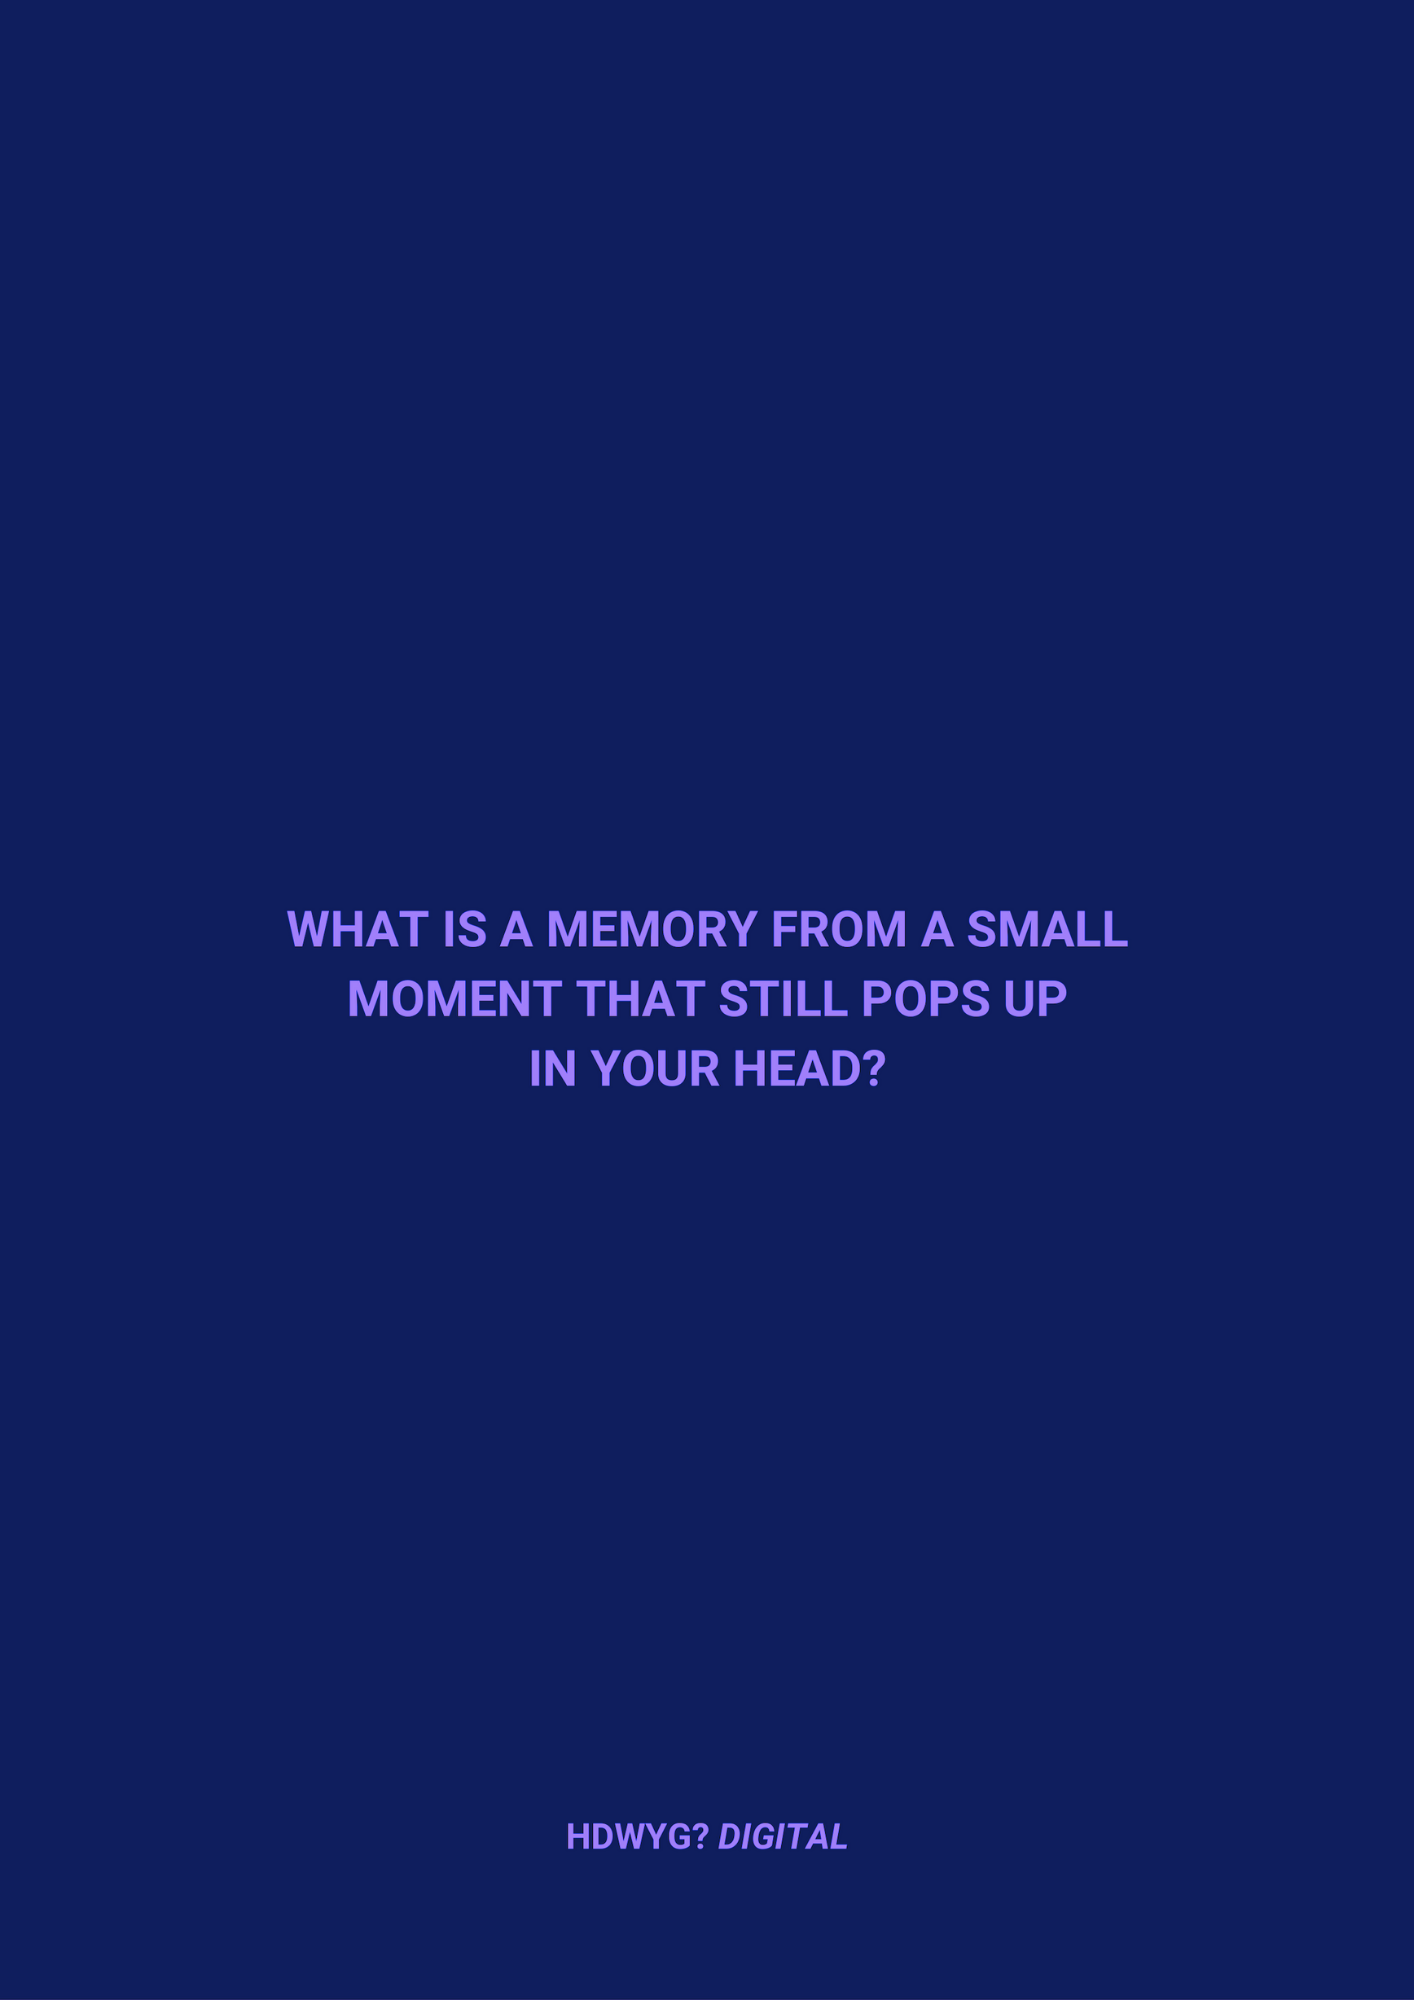 WHAT IS A MEMORY FROM A SMALL
MOMENT THAT STILL POPS UP
IN YOUR HEAD?
HDWYG? DIGITAL